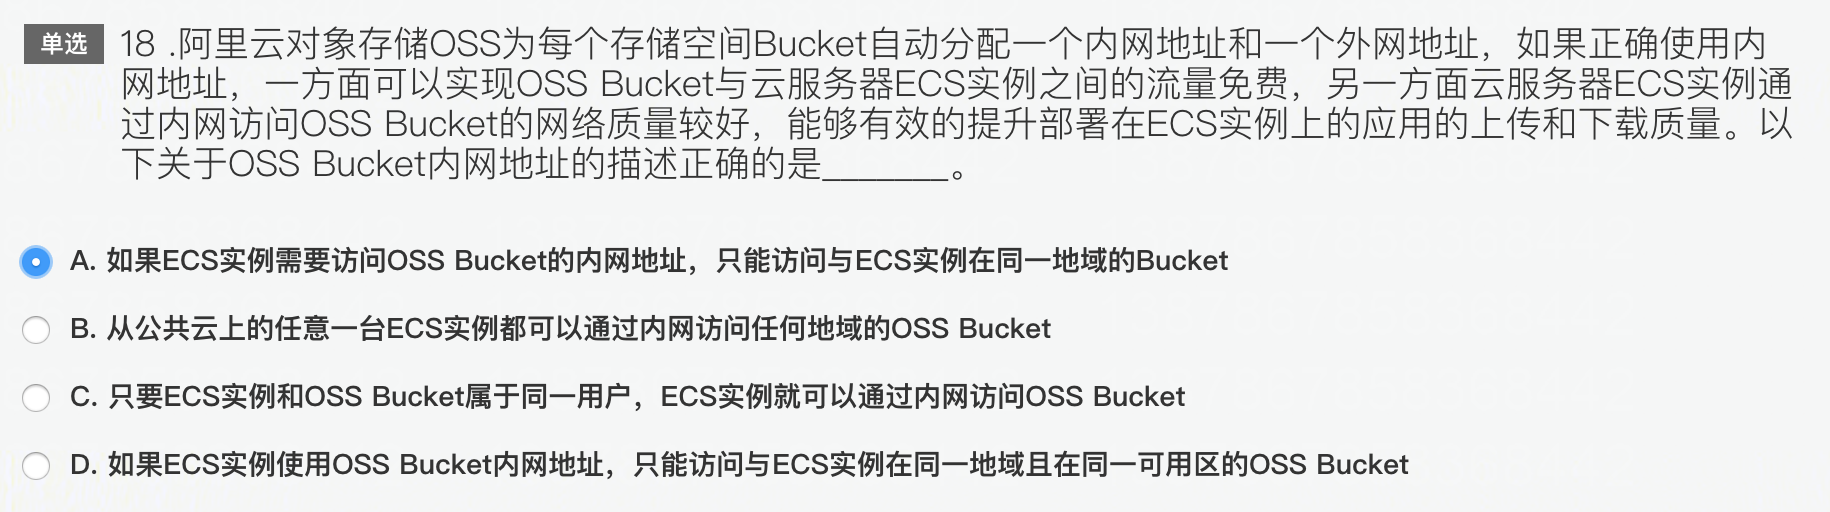 单选 18 .阿里云对象存储OSS为每个存储空间Bucket自动分配一个内网地址和一个外网地址，如果正确使用内
网地址，一方面可以实现OSS Bucket与云服务器ECS实例之间的流量免费，另一方面云服务器ECS实例通
过内网访问OSS Bucket的网络质量较好，能够有效的提升部署在ECS实例上的应用的上传和下载质量。以
下关于OSS Bucket内网地址的描述正确的是_______。
A. 如果ECS实例需要访问OSS Bucket的内网地址，只能访问与ECS实例在同一地域的Bucket
B. 从公共云上的任意一台ECS实例都可以通过内网访问任何地域的OSS Bucket
C. 只要ECS实例和OSS Bucket属于同一用户，ECS实例就可以通过内网访问OSS Bucket
D. 如果ECS实例使用OSS Bucket内网地址，只能访问与ECS实例在同一地域且在同一可用区的OSS Bucket